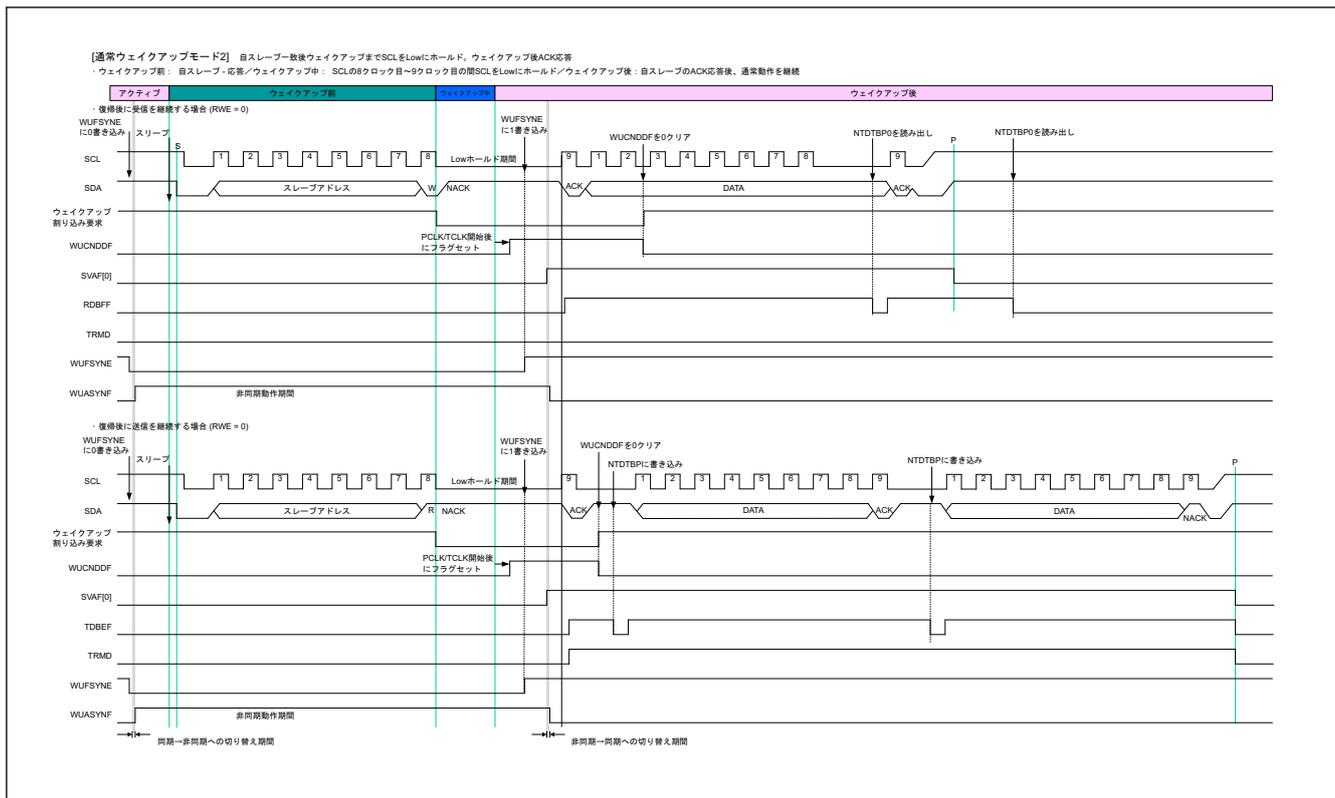 [通常ウェイクアップモード2] 自スレーブ一致後ウェイクアップまでSCLをLowにホールド。ウェイクアップ後ACK応答
・ウェイクアップ前： 自スレーブ - 応答／ウェイクアップ中： SCLの8クロック目～9クロック目の間SCLをLowにホールド／ウェイクアップ後：自スレーブのACK応答後、通常動作を継続
アクティブ ウェイクアップ前 ウェイクアップ中 ウェイクアップ後
・復帰後に受信を継続する場合 (RWE = 0)
WUFSYNE
に0書き込み
スリープ
WUFSYNE
に1書き込み
WUCNDDFを0クリア
NTDTBP0を読み出し
P
NTDTBP0を読み出し
S
SCL 1 2 3 4 5 6 7 8 Lowホールド期間 9 1 2 3 4 5 6 7 8 9
SDA スレーブアドレス W NACK ACK DATA ACK
ウェイクアップ
割り込み要求
WUCNDDF
PCLK/TCLK開始後
にフラグセット
SVAF[0]
RDBFF
TRMD
WUFSYNE
WUASYNF 非同期動作期間
・復帰後に送信を継続する場合 (RWE = 0)
WUFSYNE
に0書き込み
スリープ
WUFSYNE
に1書き込み
WUCNDDFを0クリア
NTDTBPに書き込み
NTDTBPに書き込み
P
SCL 1 2 3 4 5 6 7 8 Lowホールド期間 9 1 2 3 4 5 6 7 8 9 1 2 3 4 5 6 7 8 9
SDA スレーブアドレス R NACK ACK DATA ACK DATA NACK
ウェイクアップ
割り込み要求
WUCNDDF
PCLK/TCLK開始後
にフラグセット
SVAF[0]
TDBEF
TRMD
WUFSYNE
WUASYNF 非同期動作期間
同期→非同期への切り替え期間 非同期→同期への切り替え期間